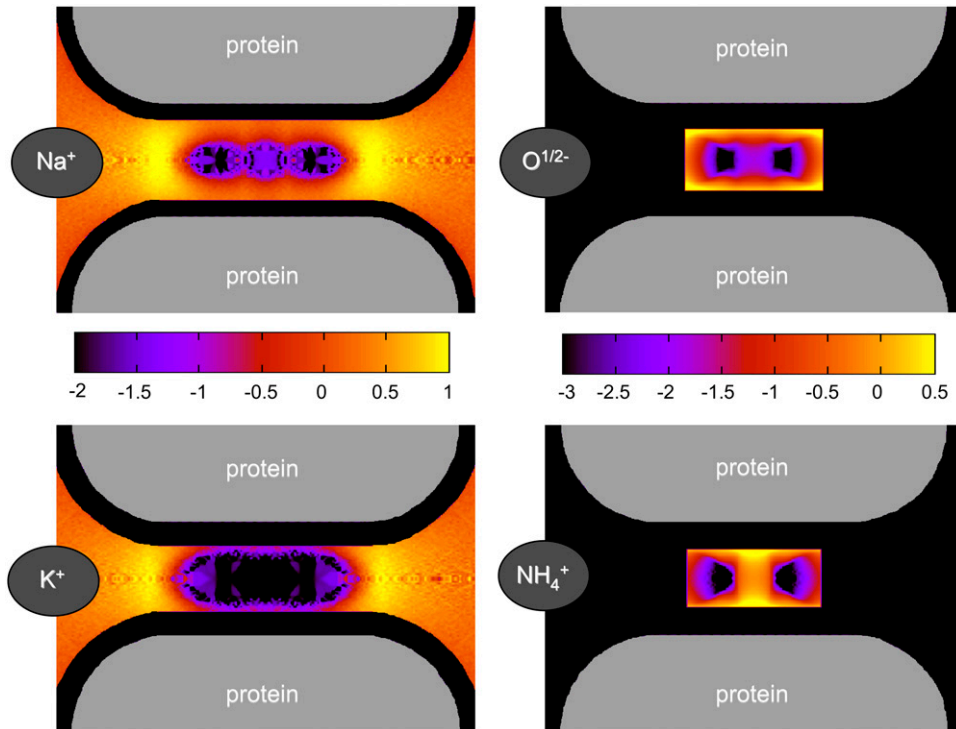 protein
protein
Na⁺
O¹/²⁻
protein
protein
-2 -1.5 -1 -0.5 0 0.5 1
-3 -2.5 -2 -1.5 -1 -0.5 0 0.5
protein
protein
K⁺
NH₄⁺
protein
protein